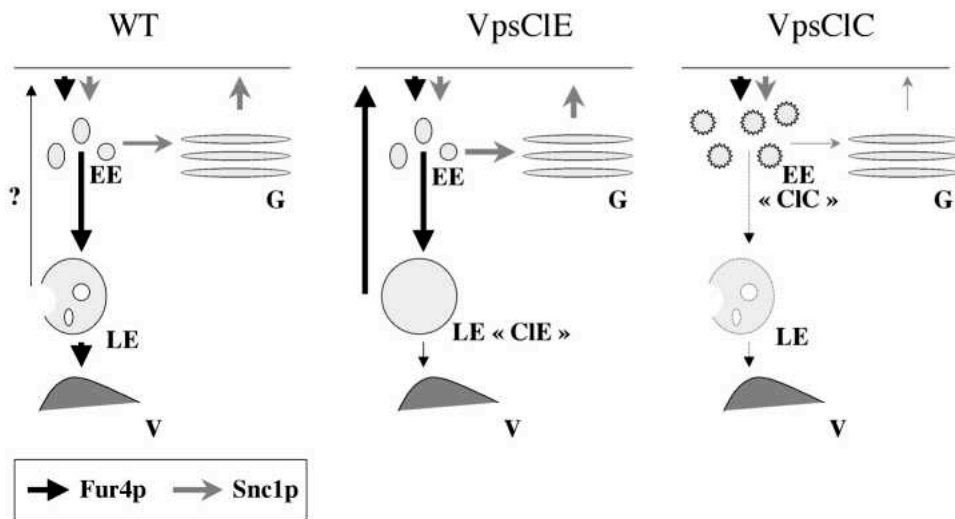 WT
VpsClE
VpsClC
?
EE
G
LE
V
EE
G
LE « ClE »
V
EE
« ClC »
G
LE
V
Fur4p
Snc1p